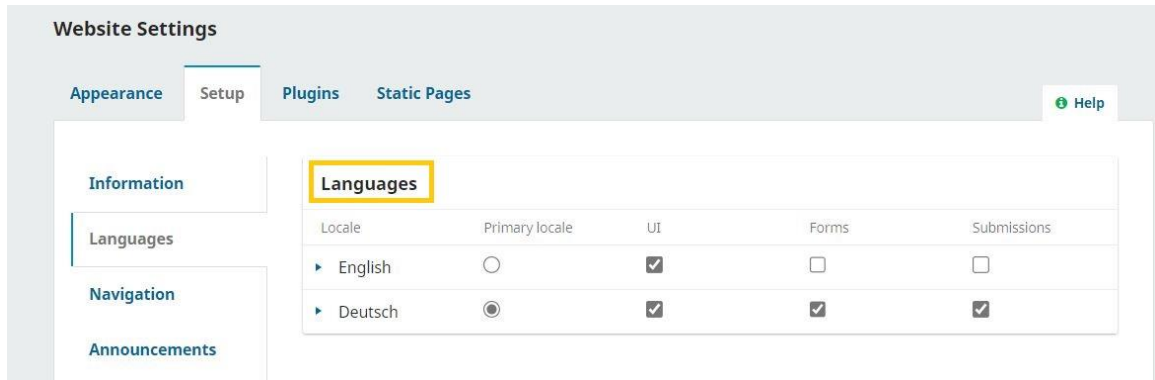 Website Settings
Appearance Setup Plugins Static Pages
Help
Information
Languages
Navigation
Announcements
Languages
Locale Primary locale UI Forms Submissions
English
Deutsch